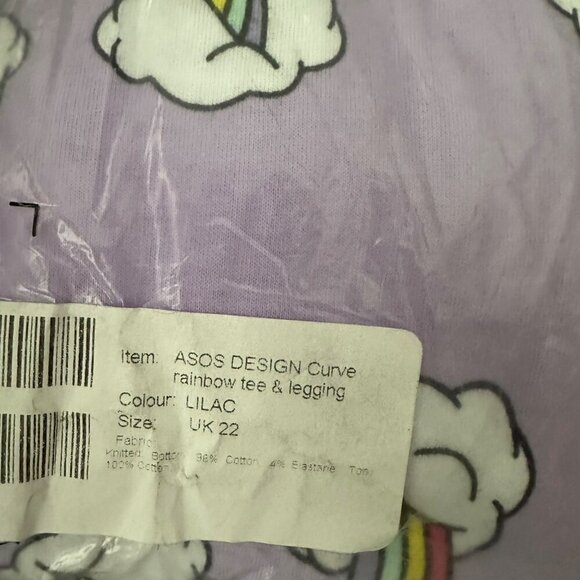 Item: ASOS DESIGN Curve
rainbow tee & legging
Colour: LILAC
Size: UK 22
Fabric
Knitted Bottom 96% Cotton 4% Elastane Top
100% Cotton